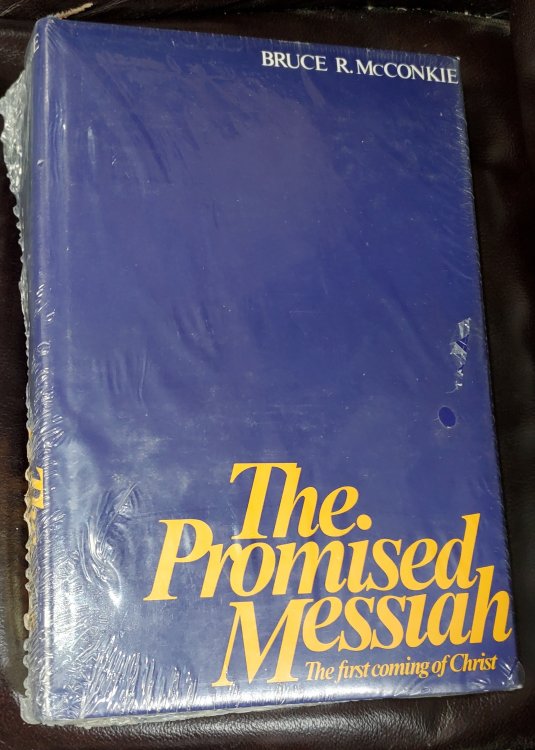 BRUCE R. McCONKIE
The
Promised
Messiah
The first coming of Christ